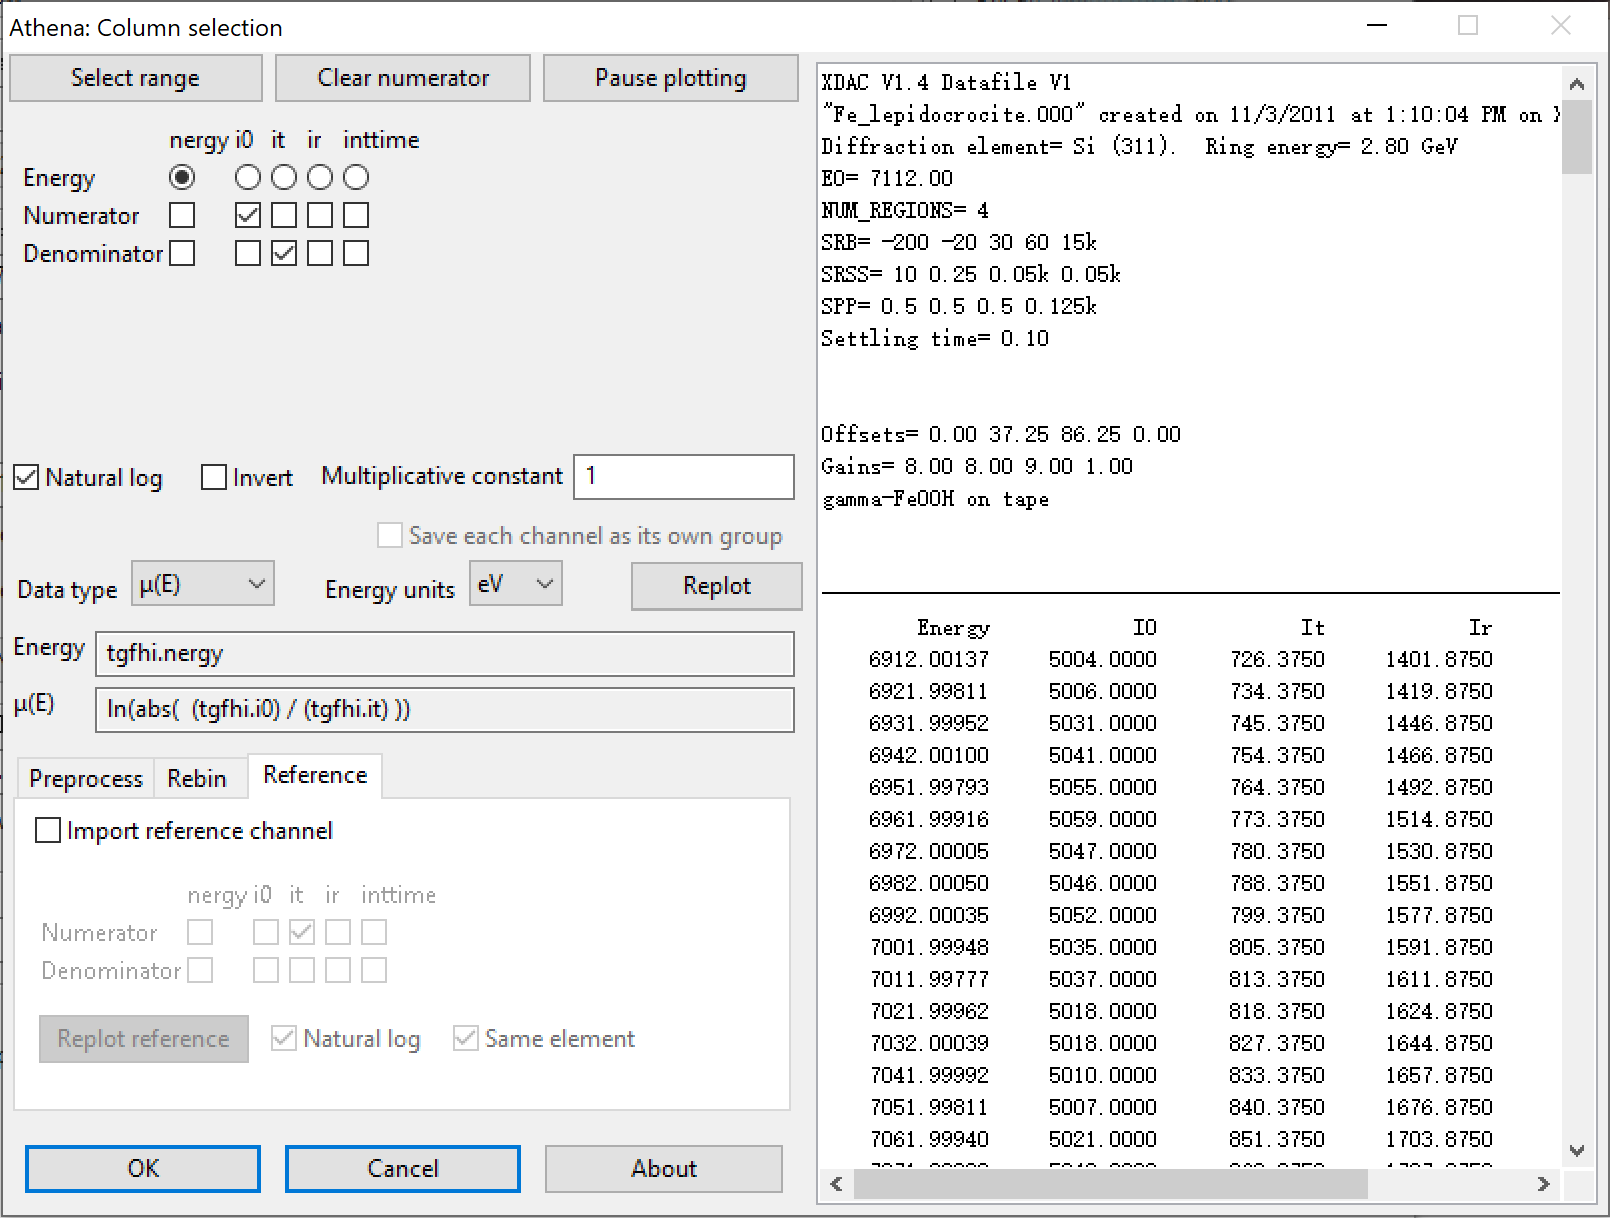 Athena: Column selection
Select range
Clear numerator
Pause plotting
nergy i0 it ir inttime
Energy
Numerator
Denominator
Natural log
Invert
Multiplicative constant 1
Save each channel as its own group
Data type μ(E)
Energy units eV
Replot
Energy tgfhi.nergy
μ(E) ln(abs( (tgfhi.i0) / (tgfhi.it) ))
Preprocess Rebin Reference
Import reference channel
nergy i0 it ir inttime
Numerator
Denominator
Replot reference
Natural log
Same element
OK
Cancel
About
XDAC V1.4 Datafile V1
"Fe_lepidocrocite.000" created on 11/3/2011 at 1:10:04 PM on
Diffraction element= Si (311). Ring energy= 2.80 GeV
E0= 7112.00
NUM_REGIONS= 4
SRB= -200 -20 30 60 15k
SRSS= 10 0.25 0.05k 0.05k
SPP= 0.5 0.5 0.5 0.125k
Settling time= 0.10
Offsets= 0.00 37.25 86.25 0.00
Gains= 8.00 8.00 9.00 1.00
gamma-FeOOH on tape
Energy I0 It Ir
6912.00137 5004.0000 726.3750 1401.8750
6921.99811 5006.0000 734.3750 1419.8750
6931.99952 5031.0000 745.3750 1446.8750
6942.00100 5041.0000 754.3750 1466.8750
6951.99793 5055.0000 764.3750 1492.8750
6961.99916 5059.0000 773.3750 1514.8750
6972.00005 5047.0000 780.3750 1530.8750
6982.00050 5046.0000 788.3750 1551.8750
6992.00035 5052.0000 799.3750 1577.8750
7001.99948 5035.0000 805.3750 1591.8750
7011.99777 5037.0000 813.3750 1611.8750
7021.99962 5018.0000 818.3750 1624.8750
7032.00039 5018.0000 827.3750 1644.8750
7041.99992 5010.0000 833.3750 1657.8750
7051.99811 5007.0000 840.3750 1676.8750
7061.99940 5021.0000 851.3750 1703.8750